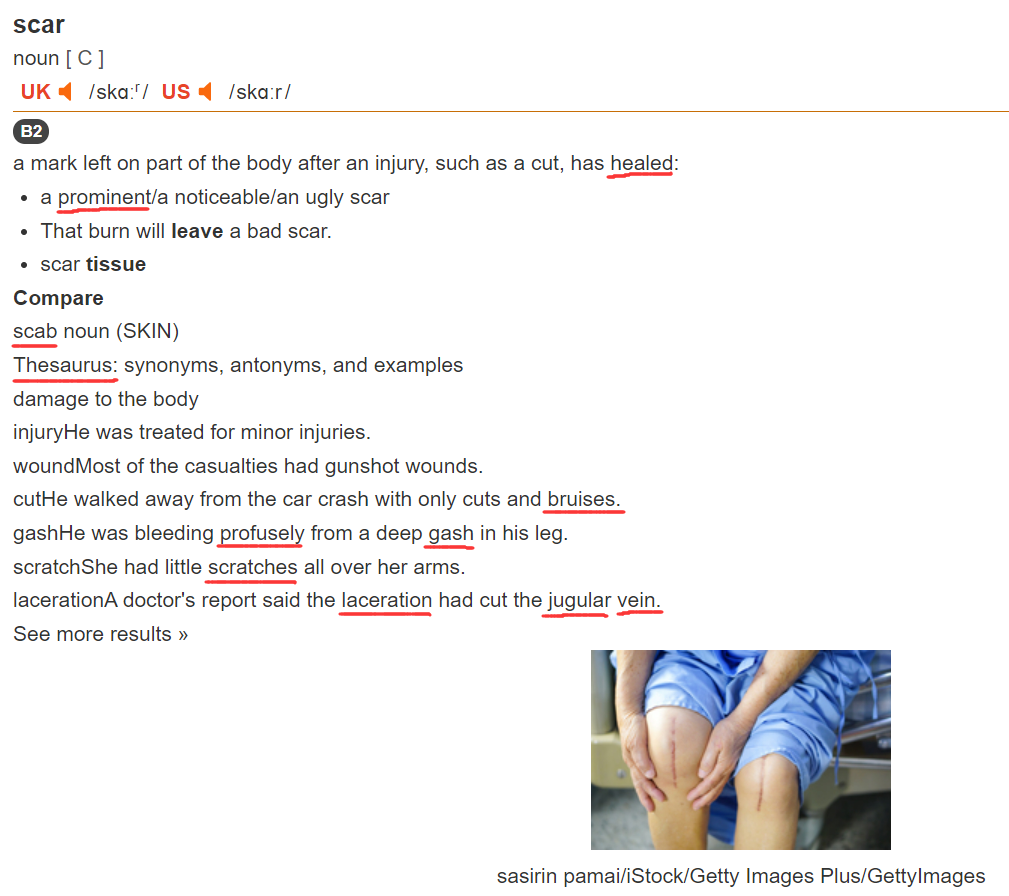 scar
noun [ C ]
UK /skɑːʳ/ US /skɑːr/
B2
a mark left on part of the body after an injury, such as a cut, has healed:
• a prominent/a noticeable/an ugly scar
• That burn will leave a bad scar.
• scar tissue
Compare
scab noun (SKIN)
Thesaurus: synonyms, antonyms, and examples
damage to the body
injuryHe was treated for minor injuries.
woundMost of the casualties had gunshot wounds.
cutHe walked away from the car crash with only cuts and bruises.
gashHe was bleeding profusely from a deep gash in his leg.
scratchShe had little scratches all over her arms.
lacerationA doctor's report said the laceration had cut the jugular vein.
See more results »
sasirin pamai/iStock/Getty Images Plus/GettyImages